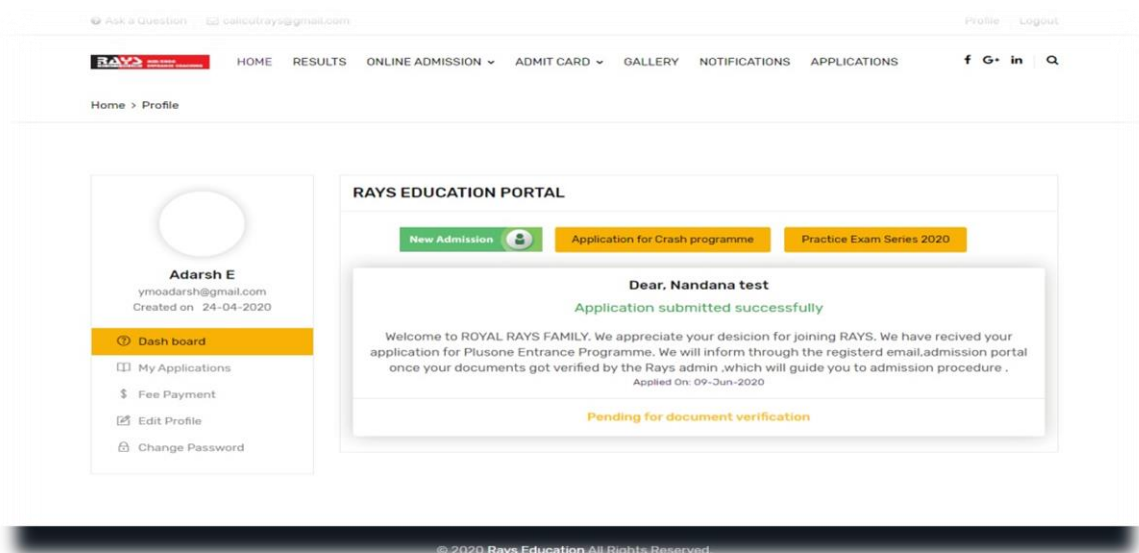 Ask a Question calicutrays@gmail.com Profile Logout
RAYS HOME RESULTS ONLINE ADMISSION ADMIT CARD GALLERY NOTIFICATIONS APPLICATIONS f G+ in
Home > Profile
RAYS EDUCATION PORTAL
New Admission Application for Crash programme Practice Exam Series 2020
Adarsh E
ymoadarsh@gmail.com
Created on 24-04-2020
Dash board
My Applications
$ Fee Payment
Edit Profile
Change Password
Dear, Nandana test
Application submitted successfully
Welcome to ROYAL RAYS FAMILY. We appreciate your desicion for joining RAYS. We have recived your
application for Plusone Entrance Programme. We will inform through the registerd email,admission portal
once your documents got verified by the Rays admin ,which will guide you to admission procedure .
Applied On: 09-Jun-2020
Pending for document verification
© 2020 Rays Education All Rights Reserved